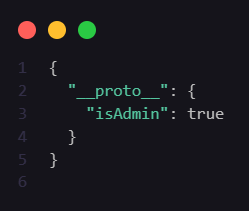 1 {
2   "__proto__": {
3     "isAdmin": true
4   }
5 }
6